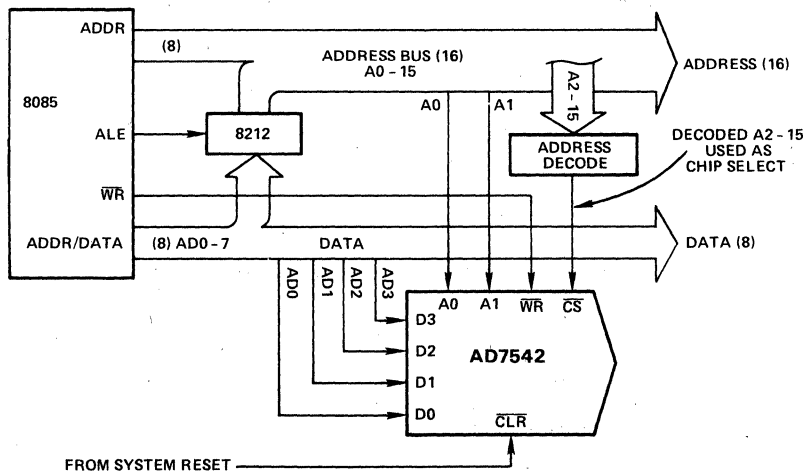 ADDR
(8)
ADDRESS BUS (16)
A0 - 15
ADDRESS (16)
8085
A0
A1
A2 - 15
ALE
8212
ADDRESS
DECODE
DECODED A2 - 15
USED AS
CHIP SELECT
WR
ADDR/DATA
(8) AD0 - 7
DATA
DATA (8)
AD0
AD1
AD2
AD3
A0
A1
WR
CS
D3
D2
AD7542
D1
D0
CLR
FROM SYSTEM RESET